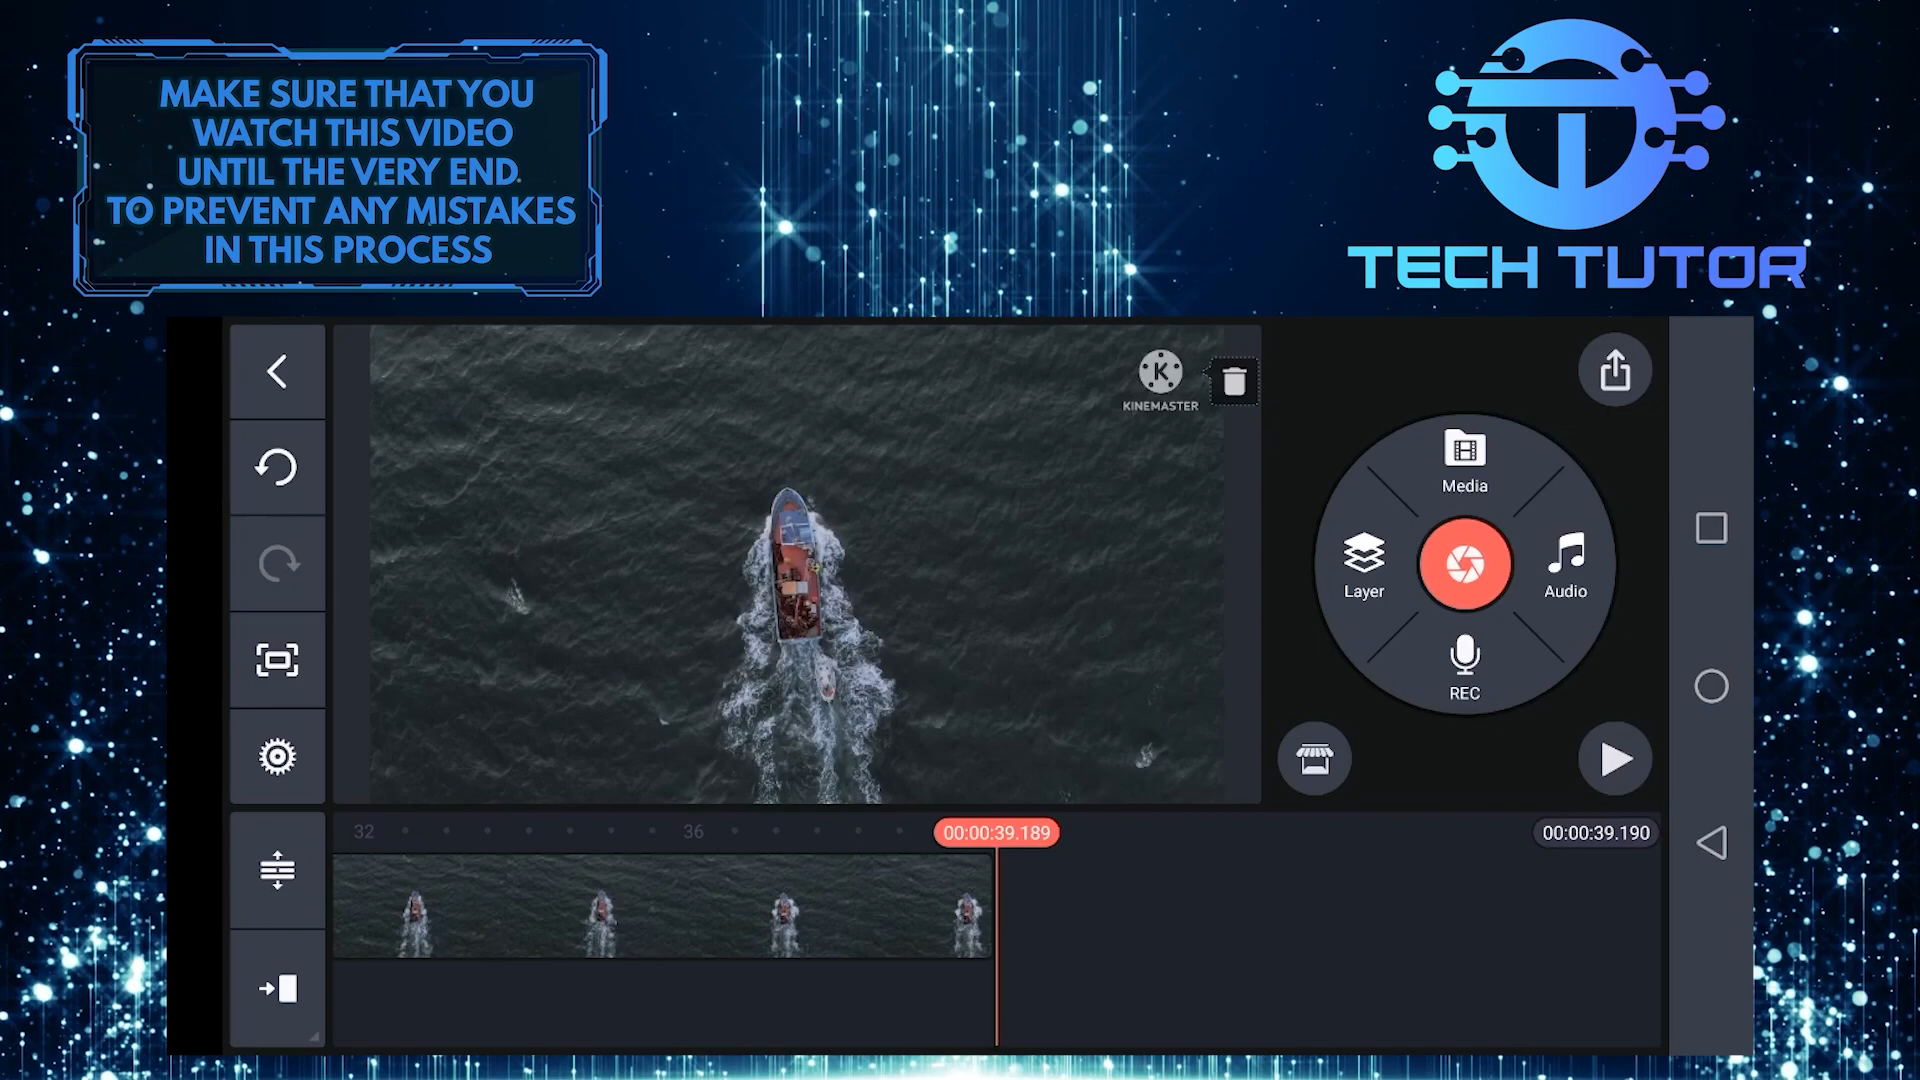 MAKE SURE THAT YOU
WATCH THIS VIDEO
UNTIL THE VERY END
TO PREVENT ANY MISTAKES
IN THIS PROCESS
TECH TUTOR
K
KINEMASTER
Media
Layer
Audio
REC
32
36
00:00:39.189
00:00:39.190